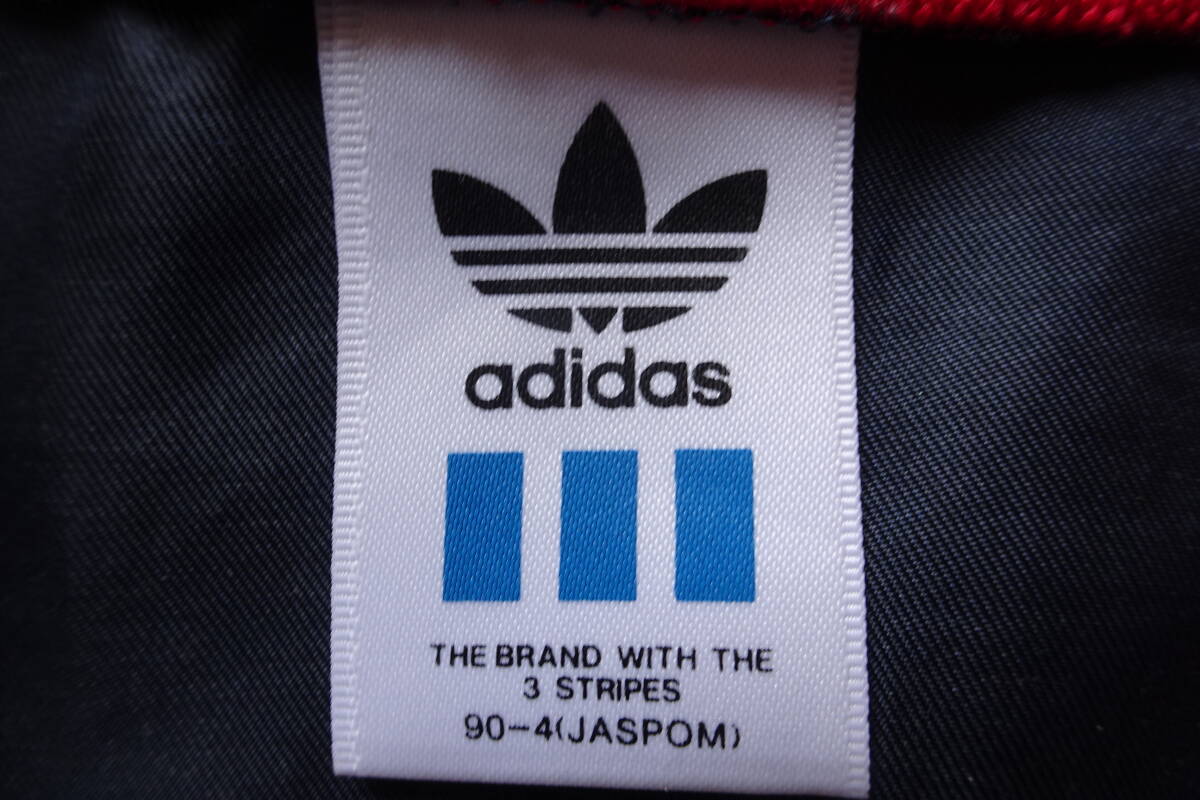 adidas
THE BRAND WITH THE
3 STRIPES
90-4(JASPOM)